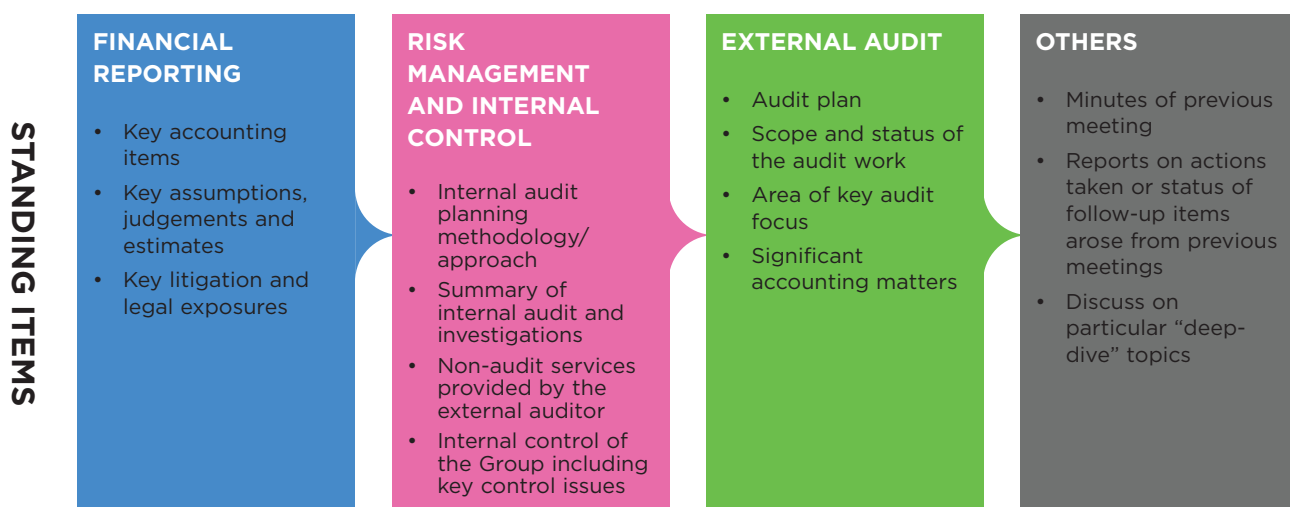 STANDING ITEMS
FINANCIAL
REPORTING
• Key accounting
items
• Key assumptions,
judgements and
estimates
• Key litigation and
legal exposures
RISK
MANAGEMENT
AND INTERNAL
CONTROL
• Internal audit
planning
methodology/
approach
• Summary of
internal audit and
investigations
• Non-audit services
provided by the
external auditor
• Internal control of
the Group including
key control issues
EXTERNAL AUDIT
• Audit plan
• Scope and status of
the audit work
• Area of key audit
focus
• Significant
accounting matters
OTHERS
• Minutes of previous
meeting
• Reports on actions
taken or status of
follow-up items
arose from previous
meetings
• Discuss on
particular “deep-
dive” topics